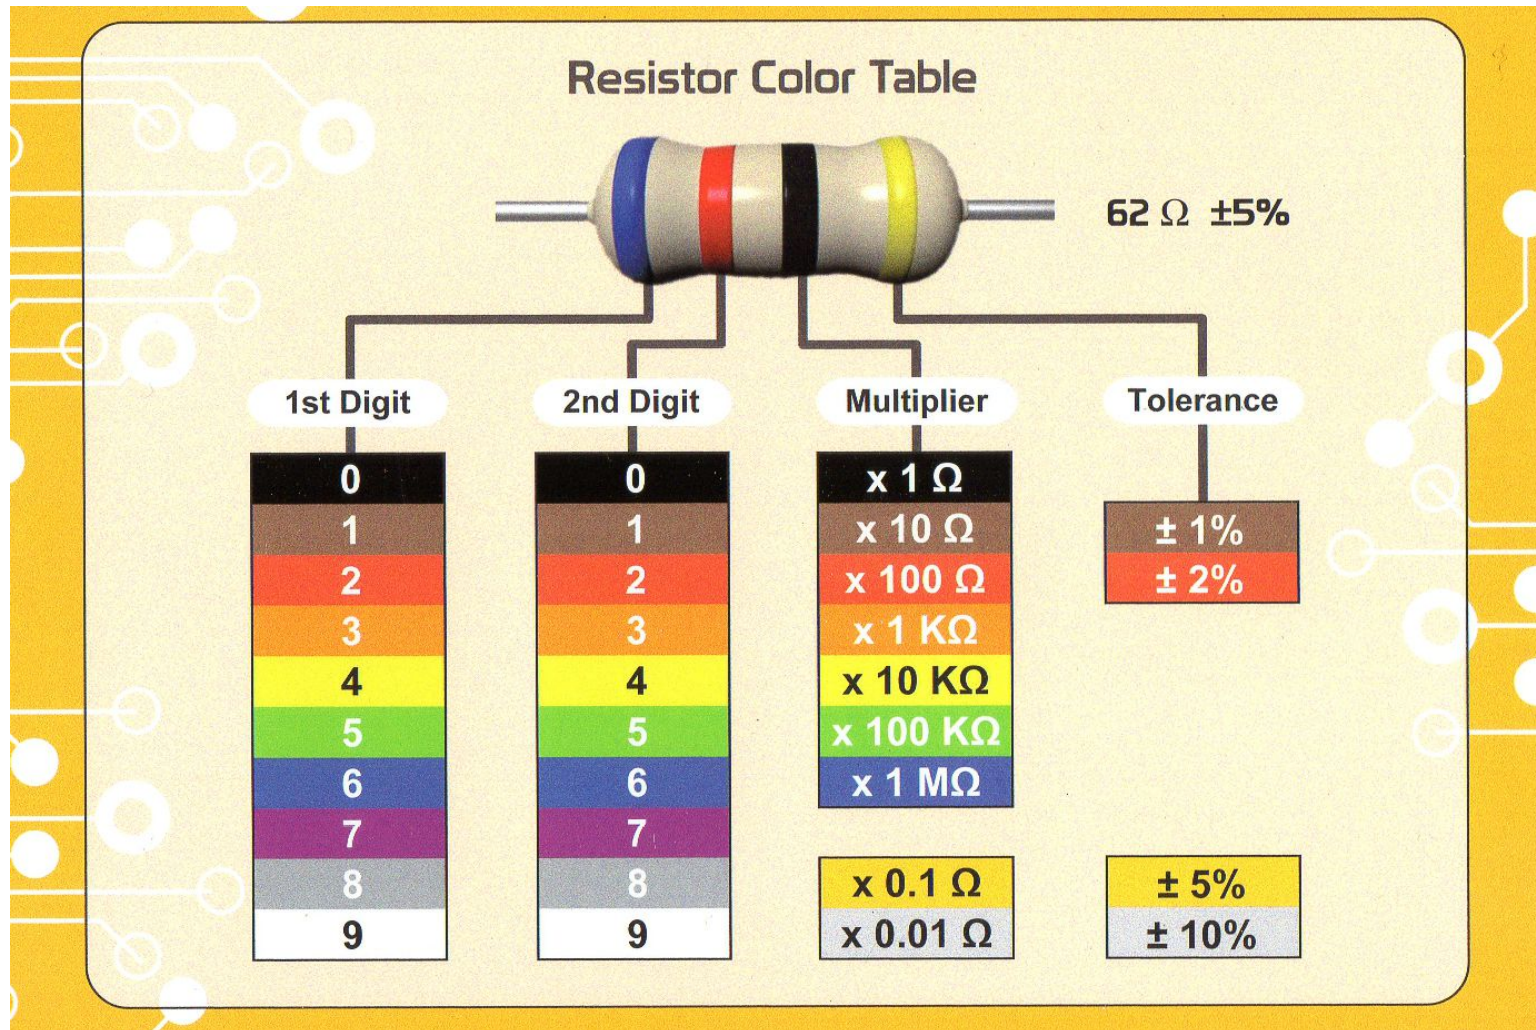 Resistor Color Table
62 Ω ±5%
1st Digit
2nd Digit
Multiplier
Tolerance
0
1
2
3
4
5
6
7
8
9
0
1
2
3
4
5
6
7
8
9
x 1 Ω
x 10 Ω
x 100 Ω
x 1 KΩ
x 10 KΩ
x 100 KΩ
x 1 MΩ
x 0.1 Ω
x 0.01 Ω
± 1%
± 2%
± 5%
± 10%